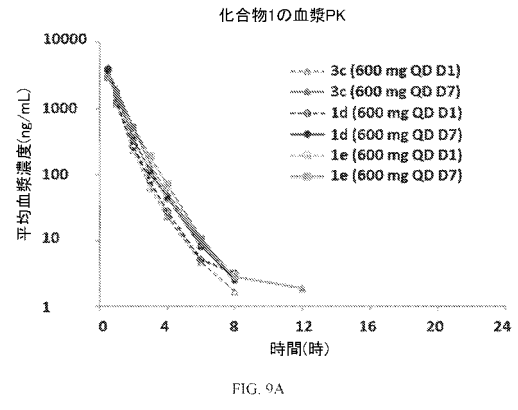 化合物1の血漿PK
10000
1000
100
10
1
平均血漿濃度(ng/mL)
3c (600 mg QD D1)
3c (600 mg QD D7)
1d (600 mg QD D1)
1d (600 mg QD D7)
1e (600 mg QD D1)
1e (600 mg QD D7)
0 4 8 12 16 20 24
時間(時)
FIG. 9A